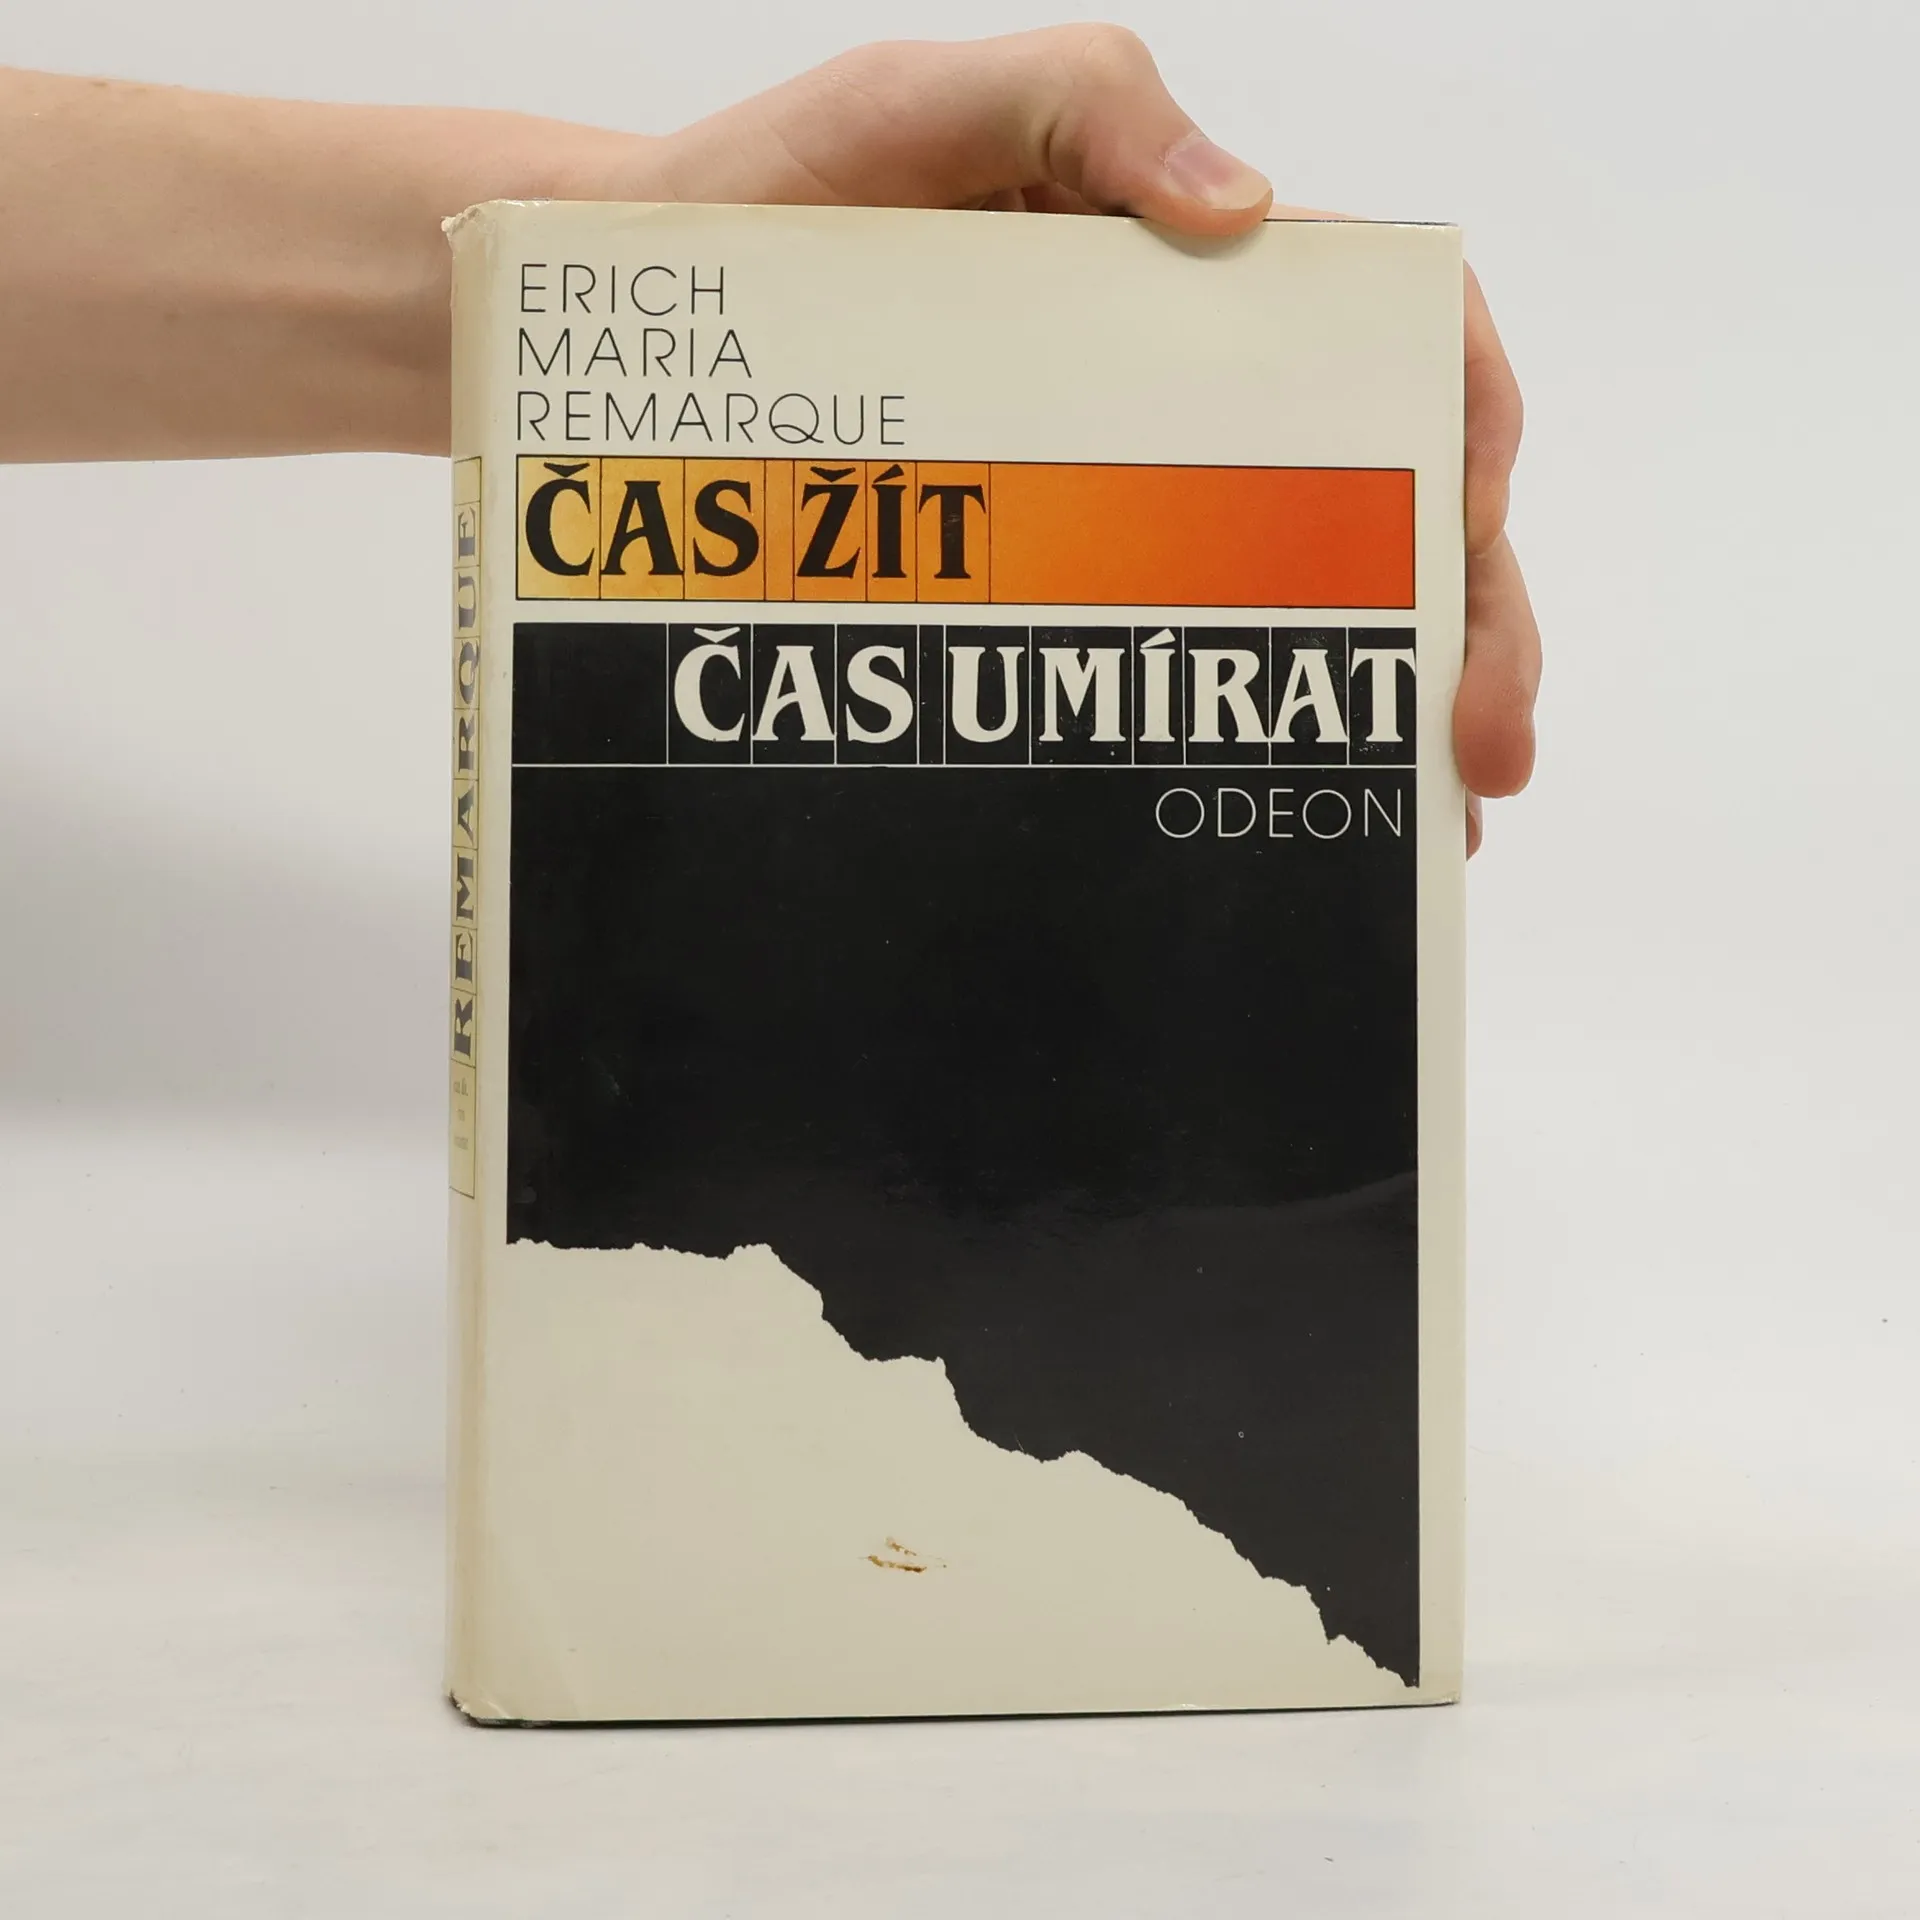 ERICH
MARIA
REMARQUE
ČAS ŽÍT
ČAS UMÍRAT
ODEON
REMARQUE